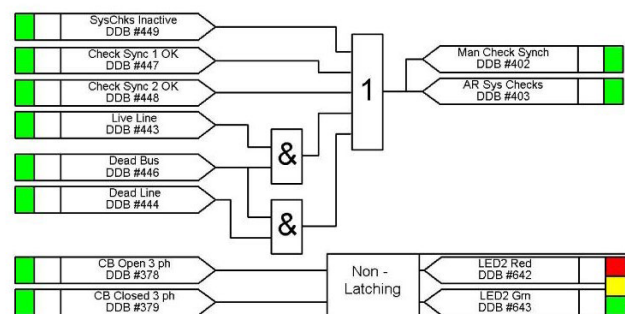 SysChks Inactive
DDB #449
Check Sync 1 OK
DDB #447
Check Sync 2 OK
DDB #448
Live Line
DDB #443
Dead Bus
DDB #446
Dead Line
DDB #444
&
&
1
Man Check Synch
DDB #402
AR Sys Checks
DDB #403
CB Open 3 ph
DDB #378
CB Closed 3 ph
DDB #379
Non -
Latching
LED2 Red
DDB #642
LED2 Grn
DDB #643